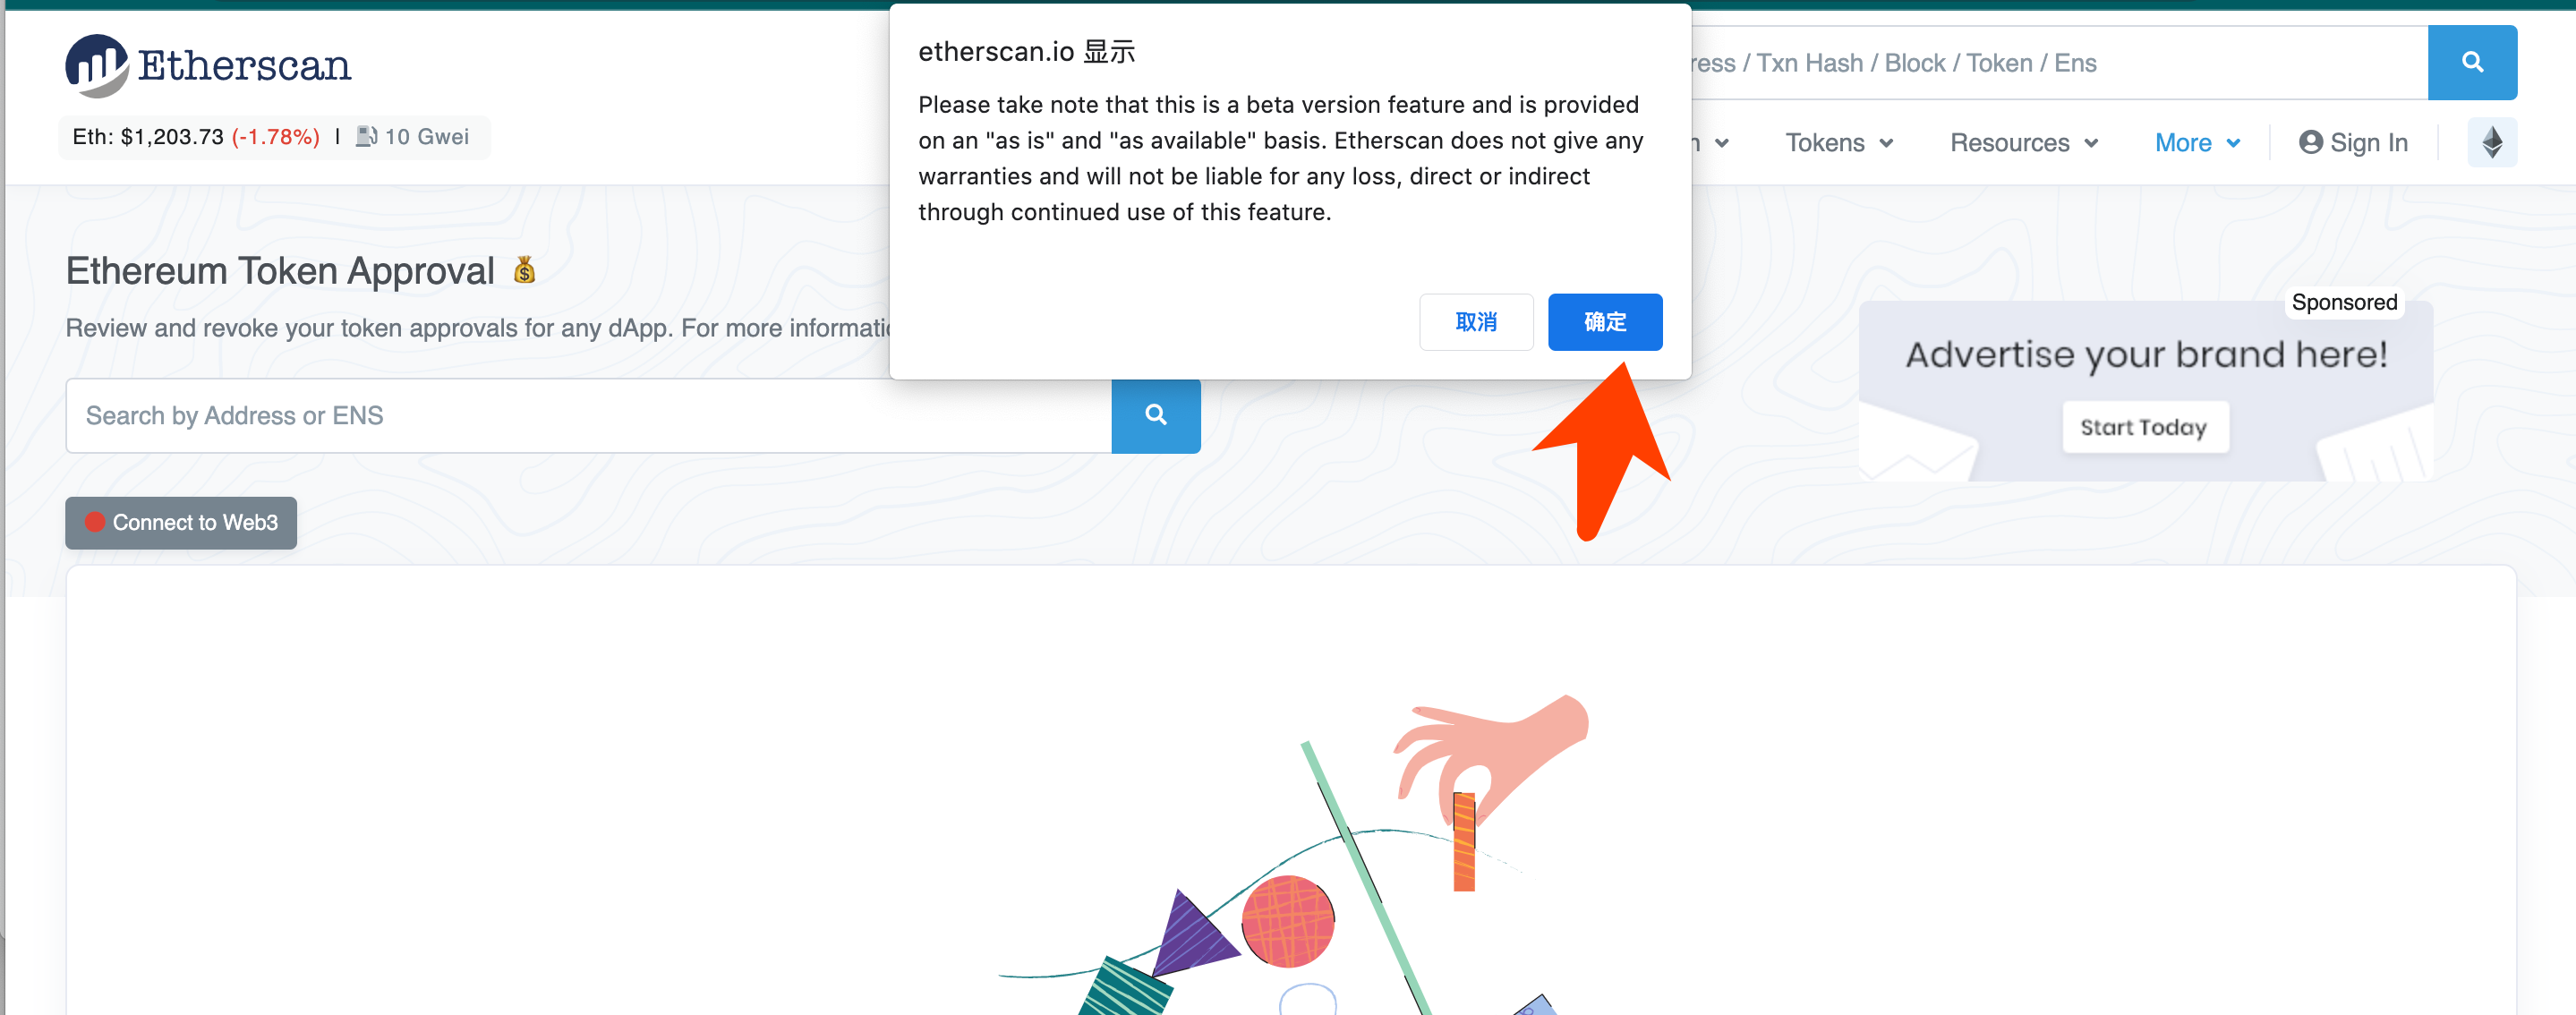 Etherscan
Eth: $1,203.73 (-1.78%) | 10 Gwei
etherscan.io 显示
Please take note that this is a beta version feature and is provided
on an "as is" and "as available" basis. Etherscan does not give any
warranties and will not be liable for any loss, direct or indirect
through continued use of this feature.
取消 确定
/ Txn Hash / Block / Token / Ens
Tokens Resources More Sign In
Ethereum Token Approval
Review and revoke your token approvals for any dApp. For more
Search by Address or ENS
Connect to Web3
Sponsored
Advertise your brand here!
Start Today